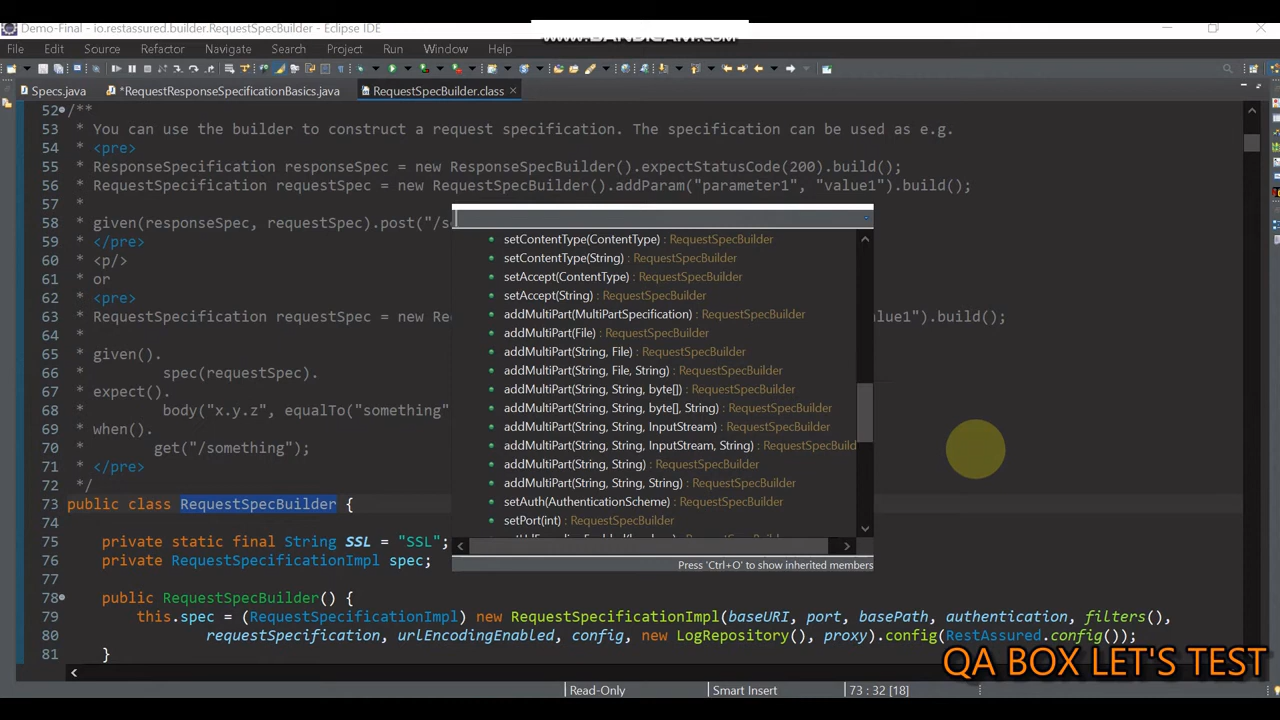 Demo-Final - io.restassured.builder.RequestSpecBuilder - Eclipse IDE
www.BANDICAM.com
File Edit Source Refactor Navigate Search Project Run Window Help
Specs.java *RequestResponseSpecificationBasics.java RequestSpecBuilder.class
52 /**
53 * You can use the builder to construct a request specification. The specification can be used as e.g.
54 * <pre>
55 * ResponseSpecification responseSpec = new ResponseSpecBuilder().expectStatusCode(200).build();
56 * RequestSpecification requestSpec = new RequestSpecBuilder().addParam("parameter1", "value1").build();
57 *
58 * given(responseSpec, requestSpec).post("/s
59 * </pre>
60 * <p/>
61 * or
62 * <pre>
63 * RequestSpecification requestSpec = new Re alue1").build();
64 *
65 * given().
66 * spec(requestSpec).
67 * expect().
68 * body("x.y.z", equalTo("something"
69 * when().
70 * get("/something");
71 * </pre>
72 */
73 public class RequestSpecBuilder {
74
75 private static final String SSL = "SSL";
76 private RequestSpecificationImpl spec;
77
78 public RequestSpecBuilder() {
79 this.spec = (RequestSpecificationImpl) new RequestSpecificationImpl(baseURI, port, basePath, authentication, filters(),
80 requestSpecification, urlEncodingEnabled, config, new LogRepository(), proxy).config(RestAssured.config());
81 }
setContentType(ContentType) : RequestSpecBuilder
setContentType(String) : RequestSpecBuilder
setAccept(ContentType) : RequestSpecBuilder
setAccept(String) : RequestSpecBuilder
addMultiPart(MultiPartSpecification) : RequestSpecBuilder
addMultiPart(File) : RequestSpecBuilder
addMultiPart(String, File) : RequestSpecBuilder
addMultiPart(String, File, String) : RequestSpecBuilder
addMultiPart(String, String, byte[]) : RequestSpecBuilder
addMultiPart(String, String, byte[], String) : RequestSpecBuilder
addMultiPart(String, String, InputStream) : RequestSpecBuilder
addMultiPart(String, String, InputStream, String) : RequestSpecBuild
addMultiPart(String, String) : RequestSpecBuilder
addMultiPart(String, String, String) : RequestSpecBuilder
setAuth(AuthenticationScheme) : RequestSpecBuilder
setPort(int) : RequestSpecBuilder
Press 'Ctrl+O' to show inherited members
QA BOX LET'S TEST
Read-Only Smart Insert 73 : 32 [18]